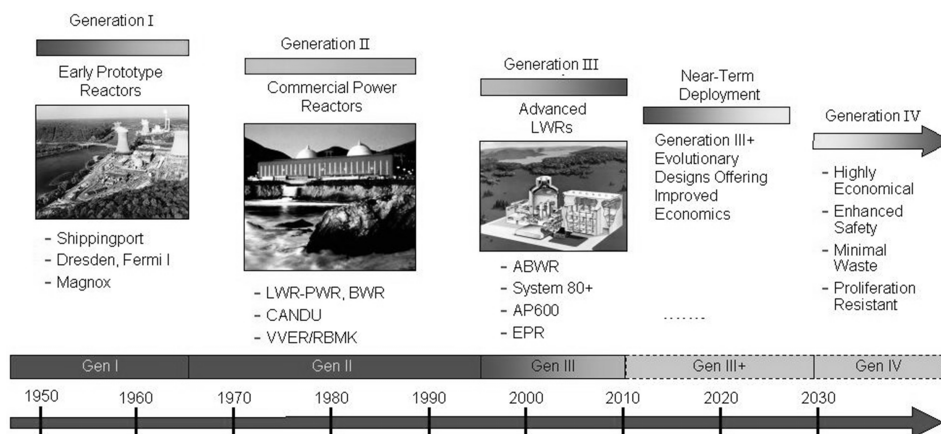 Generation I
Early Prototype
Reactors
- Shippingport
- Dresden, Fermi I
- Magnox
Generation II
Commercial Power
Reactors
- LWR-PWR, BWR
- CANDU
- VVER/RBMK
Generation III
Advanced
LWRs
- ABWR
- System 80+
- AP600
- EPR
Near-Term
Deployment
Generation III+
Evolutionary
Designs Offering
Improved
Economics
.......
Generation IV
- Highly
Economical
- Enhanced
Safety
- Minimal
Waste
- Proliferation
Resistant
Gen I
Gen II
Gen III
Gen III+
Gen IV
1950
1960
1970
1980
1990
2000
2010
2020
2030